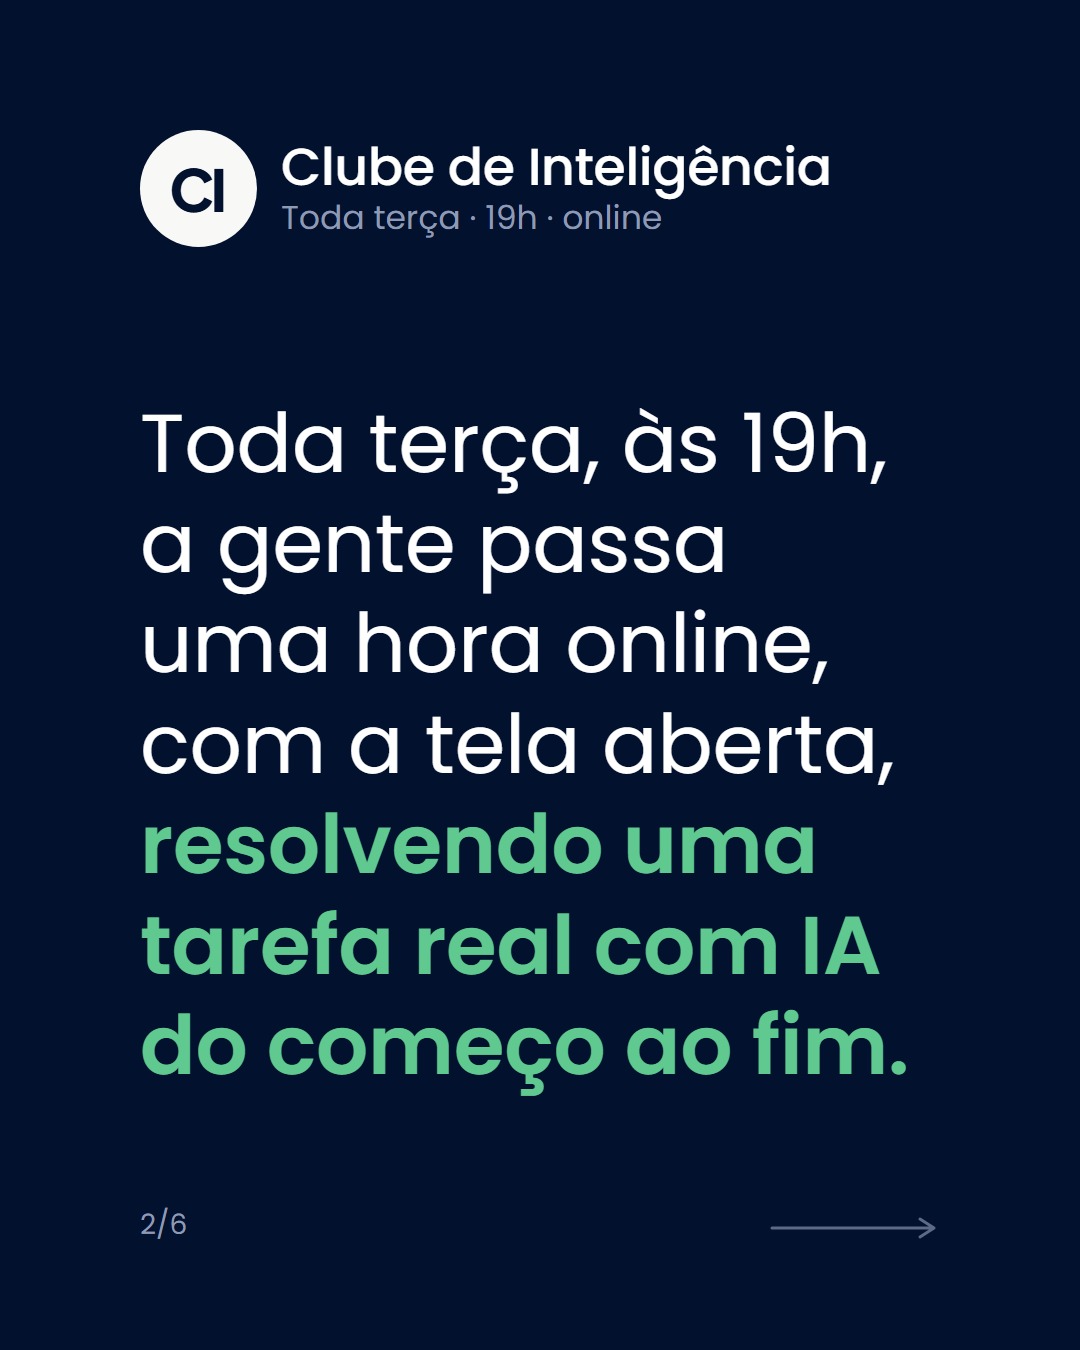 CI
Clube de Inteligência
Toda terça · 19h · online
Toda terça, às 19h,
a gente passa
uma hora online,
com a tela aberta,
resolvendo uma
tarefa real com IA
do começo ao fim.
2/6